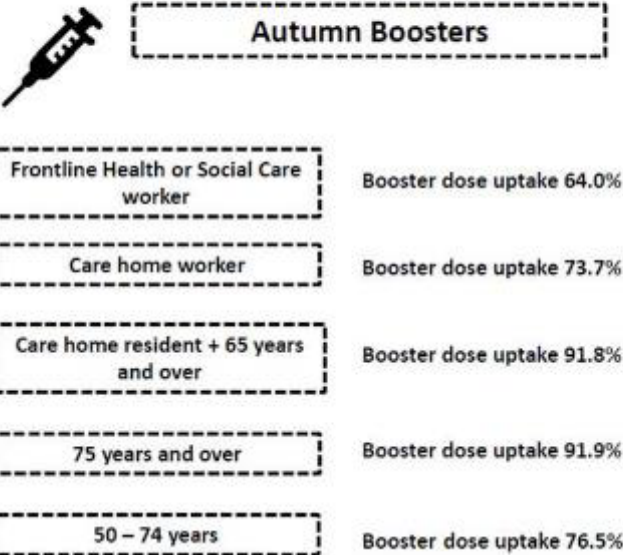 Autumn Boosters
Frontline Health or Social Care
worker
Booster dose uptake 64.0%
Care home worker
Booster dose uptake 73.7%
Care home resident + 65 years
and over
Booster dose uptake 91.8%
75 years and over
Booster dose uptake 91.9%
50 – 74 years
Booster dose uptake 76.5%